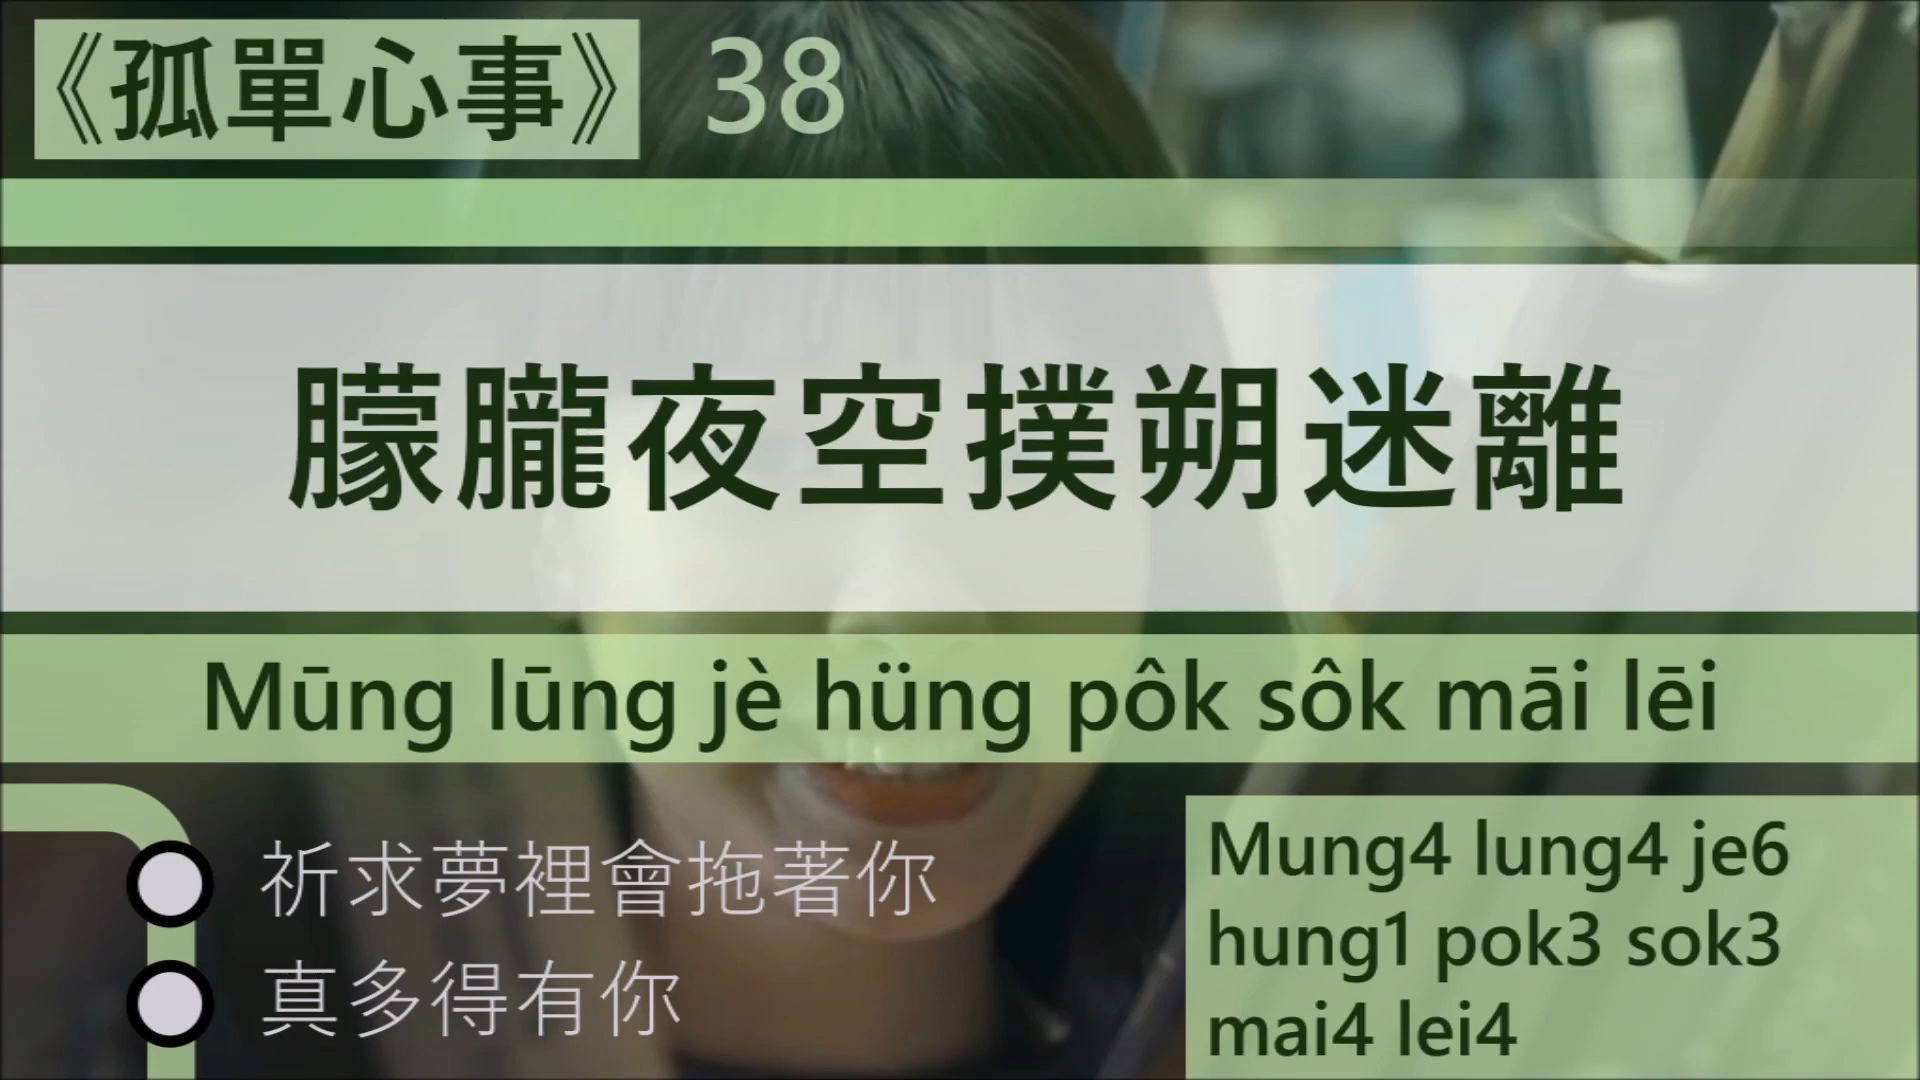 《孤單心事》 38
朦朧夜空撲朔迷離
Mūng lūng jè hüng pôk sôk māi lēi
祈求夢裡會拖著你
真多得有你
Mung4 lung4 je6
hung1 pok3 sok3
mai4 lei4